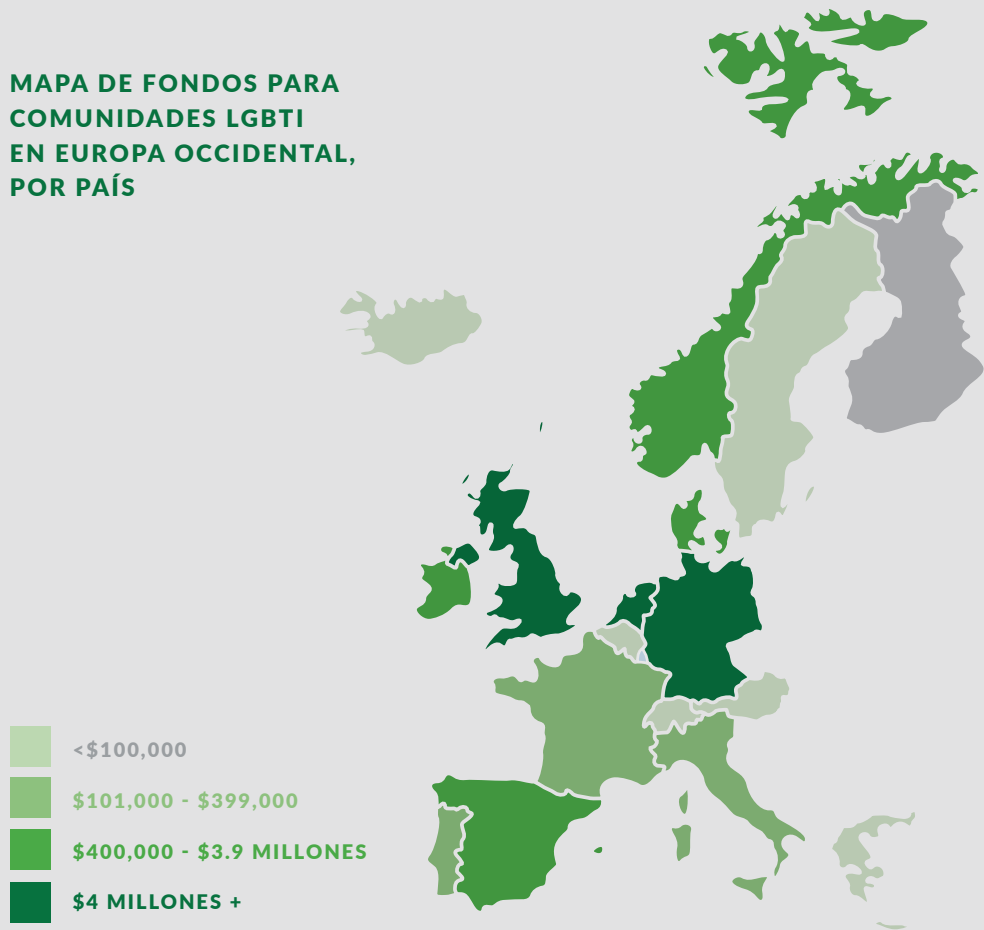 MAPA DE FONDOS PARA
COMUNIDADES LGBTI
EN EUROPA OCCIDENTAL,
POR PAÍS
<$100,000
$101,000 - $399,000
$400,000 - $3.9 MILLONES
$4 MILLONES +